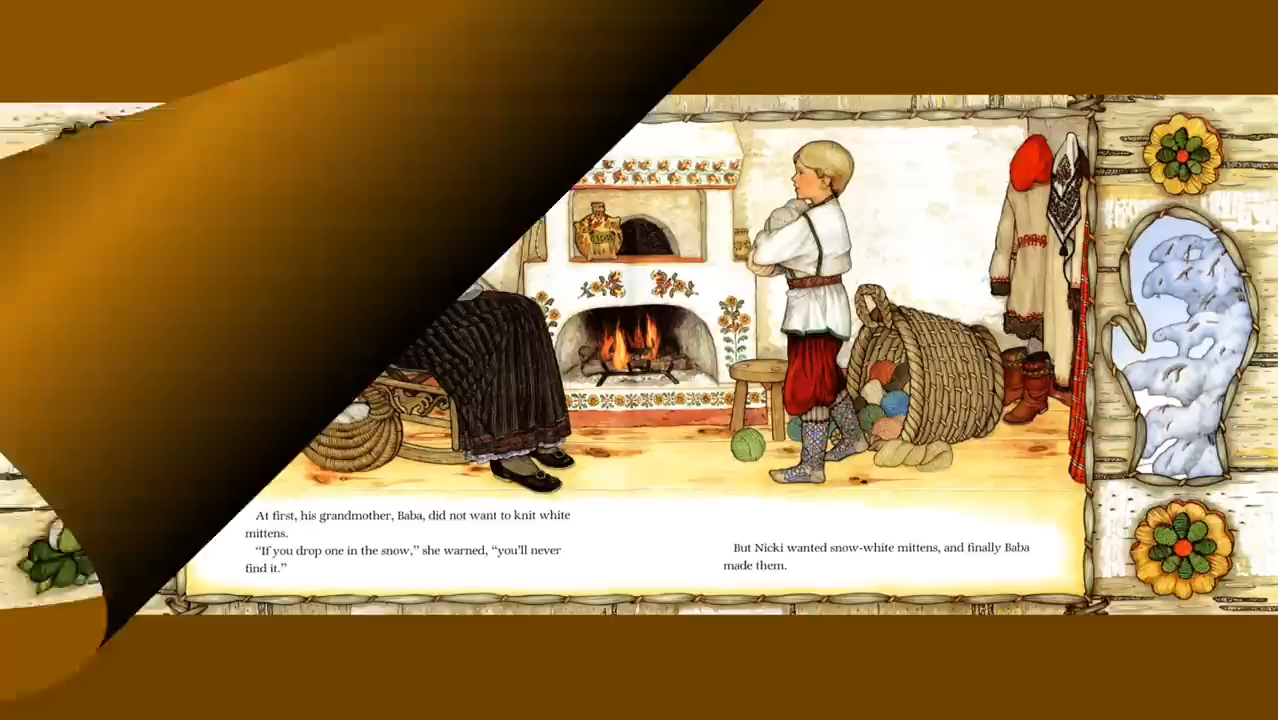 At first, his grandmother, Baba, did not want to knit white
mittens.
“If you drop one in the snow,” she warned, “you’ll never
find it.”
But Nicki wanted snow-white mittens, and finally Baba
made them.